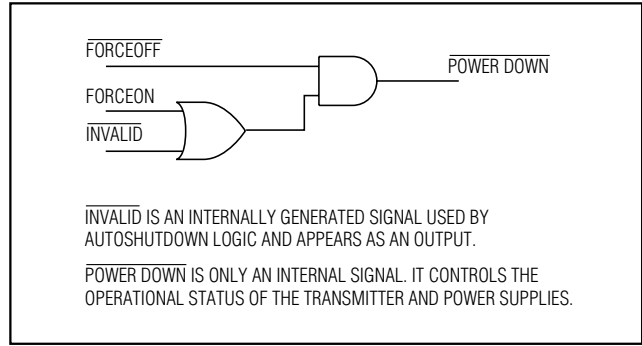 FORCEOFF
POWER DOWN
FORCEON
INVALID
INVALID IS AN INTERNALLY GENERATED SIGNAL USED BY
AUTOSHUTDOWN LOGIC AND APPEARS AS AN OUTPUT.
POWER DOWN IS ONLY AN INTERNAL SIGNAL. IT CONTROLS THE
OPERATIONAL STATUS OF THE TRANSMITTER AND POWER SUPPLIES.